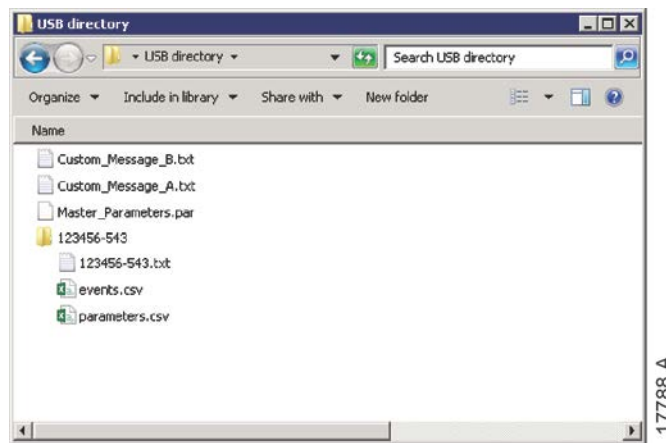 USB directory
USB directory
Search USB directory
Organize
Include in library
Share with
New folder
Name
Custom_Message_B.txt
Custom_Message_A.txt
Master_Parameters.par
123456-543
123456-543.txt
events.csv
parameters.csv
17788.A